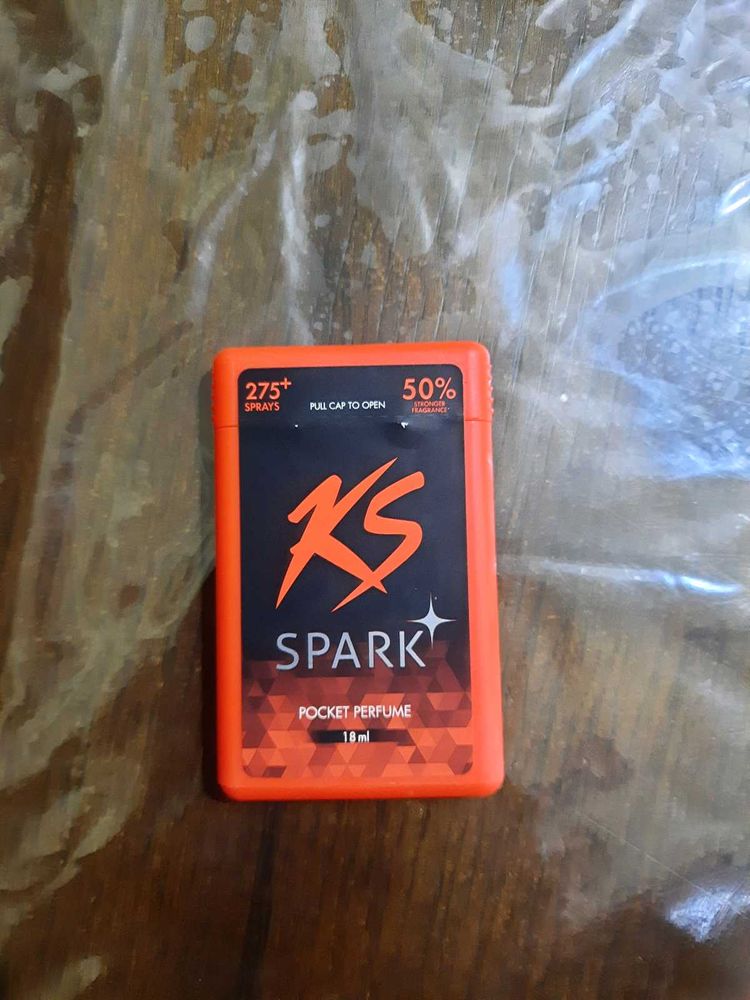 275+
SPRAYS
PULL CAP TO OPEN
50%
STRONGER
FRAGRANCE
KS
SPARK
POCKET PERFUME
18 ml